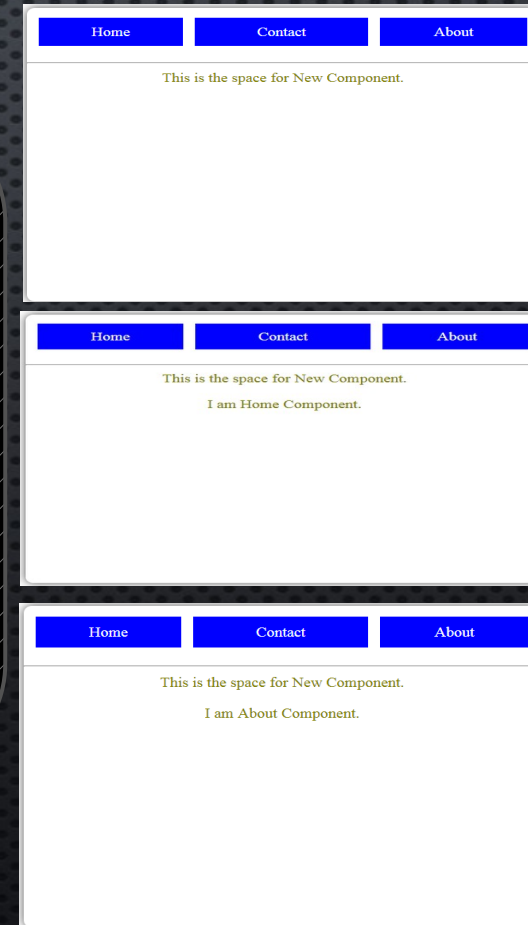 Home Contact About
This is the space for New Component.
Home Contact About
This is the space for New Component.
I am Home Component.
Home Contact About
This is the space for New Component.
I am About Component.